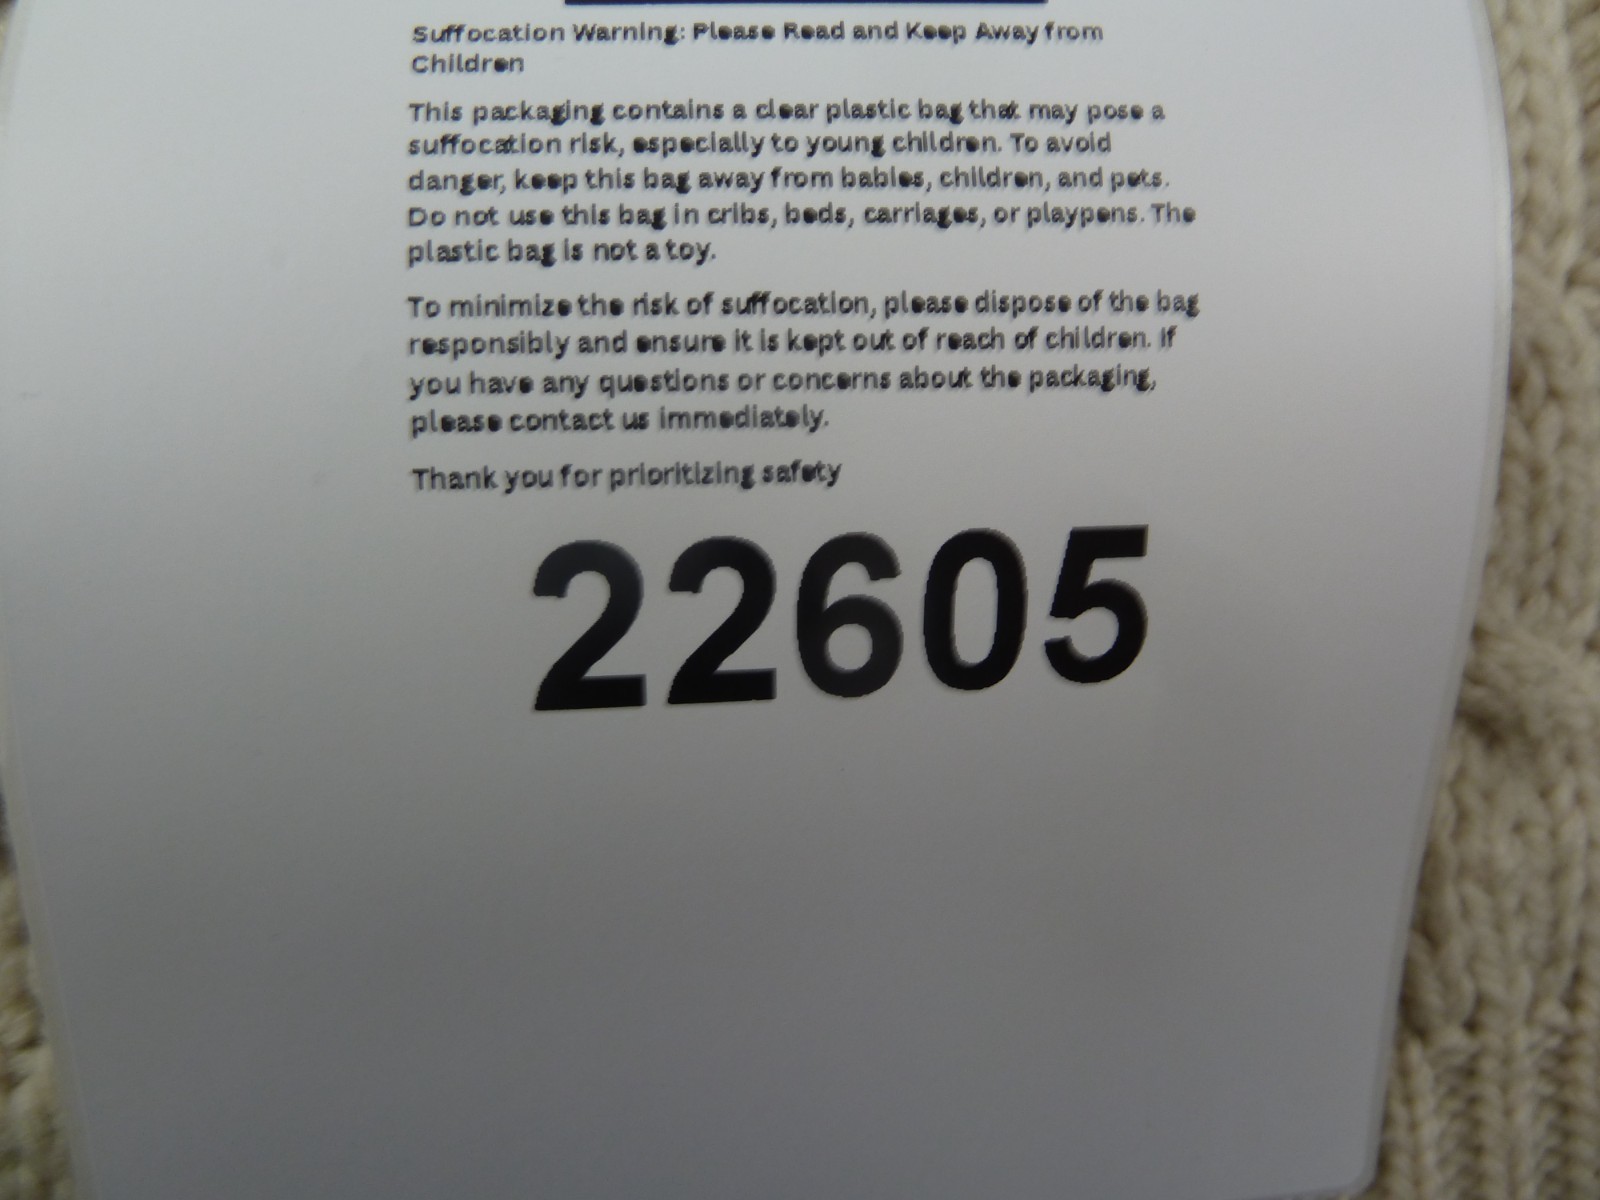 Suffocation Warning: Please Read and Keep Away from
Children
This packaging contains a clear plastic bag that may pose a
suffocation risk, especially to young children. To avoid
danger, keep this bag away from babies, children, and pets.
Do not use this bag in cribs, beds, carriages, or playpens. The
plastic bag is not a toy.
To minimize the risk of suffocation, please dispose of the bag
responsibly and ensure it is kept out of reach of children. If
you have any questions or concerns about the packaging,
please contact us immediately.
Thank you for prioritizing safety
22605